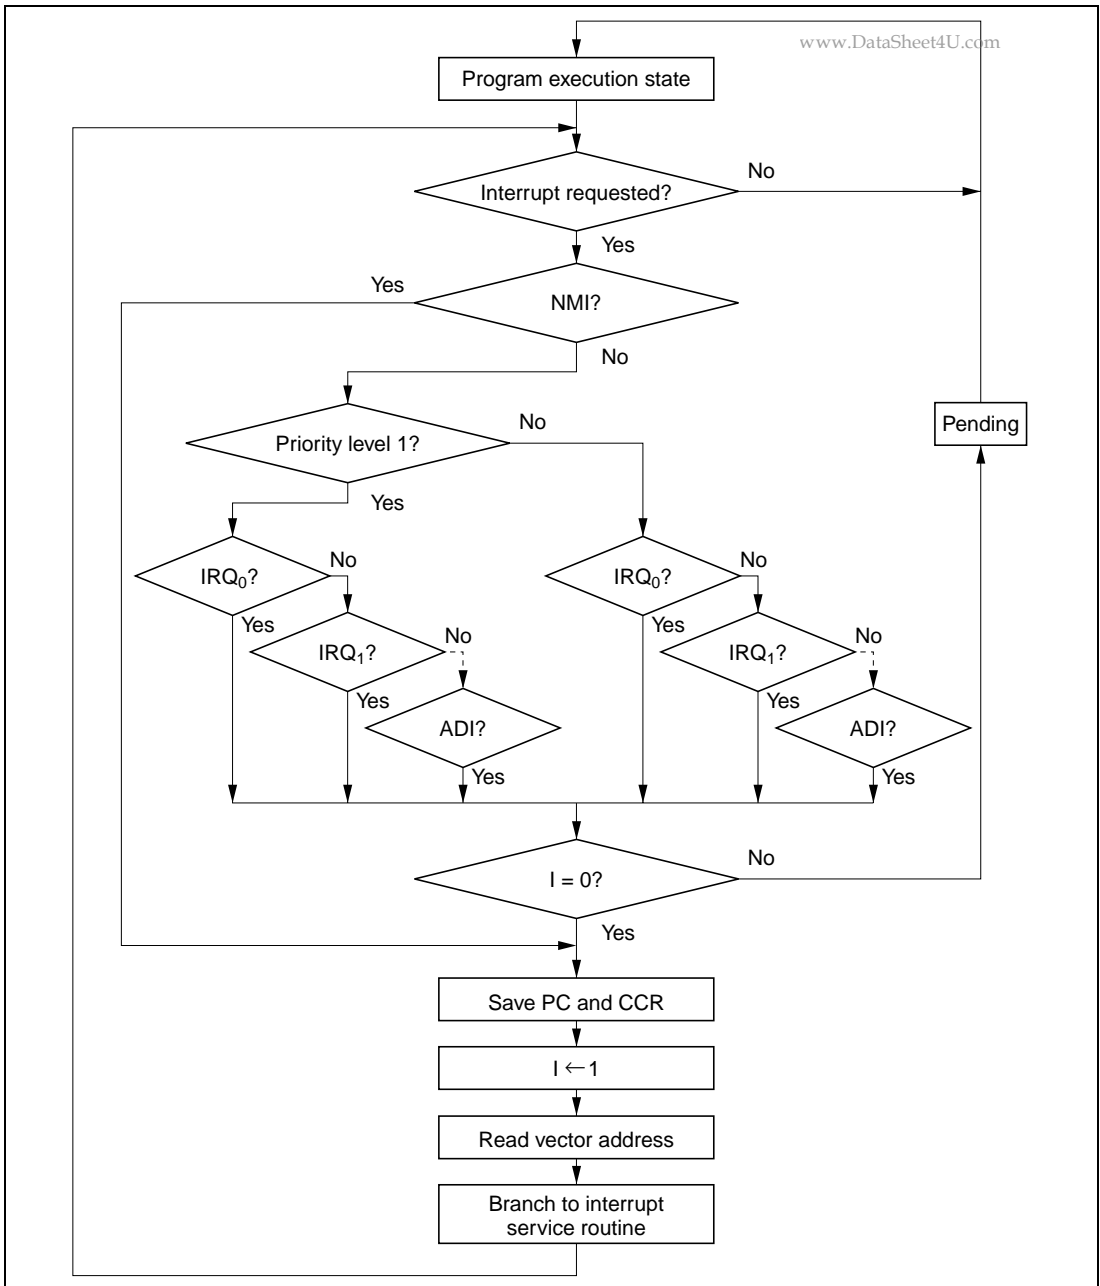 www.DataSheet4U.com
Program execution state
Interrupt requested?
No
Yes
Yes
NMI?
No
Priority level 1?
No
Pending
Yes
IRQ0?
No
IRQ0?
No
Yes
IRQ1?
No
Yes
IRQ1?
No
Yes
ADI?
Yes
ADI?
Yes
Yes
I = 0?
No
Yes
Save PC and CCR
I ← 1
Read vector address
Branch to interrupt
service routine